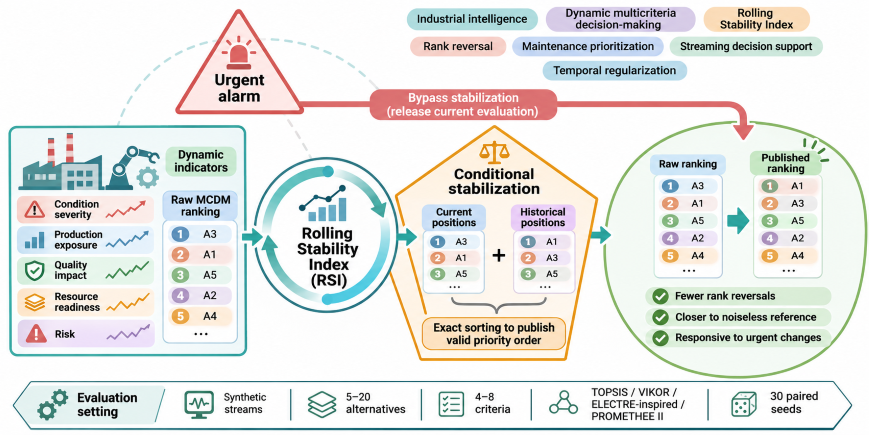 Industrial intelligence
Dynamic multicriteria
decision-making
Rolling
Stability Index
Rank reversal
Maintenance prioritization
Streaming decision support
Temporal regularization
Urgent
alarm
Bypass stabilization
(release current evaluation)
Dynamic
indicators
Condition
severity
Production
exposure
Quality
impact
Resource
readiness
Risk
Raw MCDM
ranking
1 A3
2 A1
3 A5
4 A2
5 A4
...
Rolling
Stability
Index
(RSI)
Conditional
stabilization
Current
positions
1 A3
2 A1
3 A5
...
+
Historical
positions
1 A1
2 A3
3 A5
...
Exact sorting to publish
valid priority order
Raw ranking
1 A3
2 A1
3 A5
4 A2
5 A4
...
Published
ranking
1 A1
2 A3
3 A5
4 A2
5 A4
...
Fewer rank reversals
Closer to noiseless reference
Responsive to urgent changes
Evaluation
setting
Synthetic
streams
5–20
alternatives
4–8
criteria
TOPSIS / VIKOR /
ELECTRE-inspired /
PROMETHEE II
30 paired
seeds